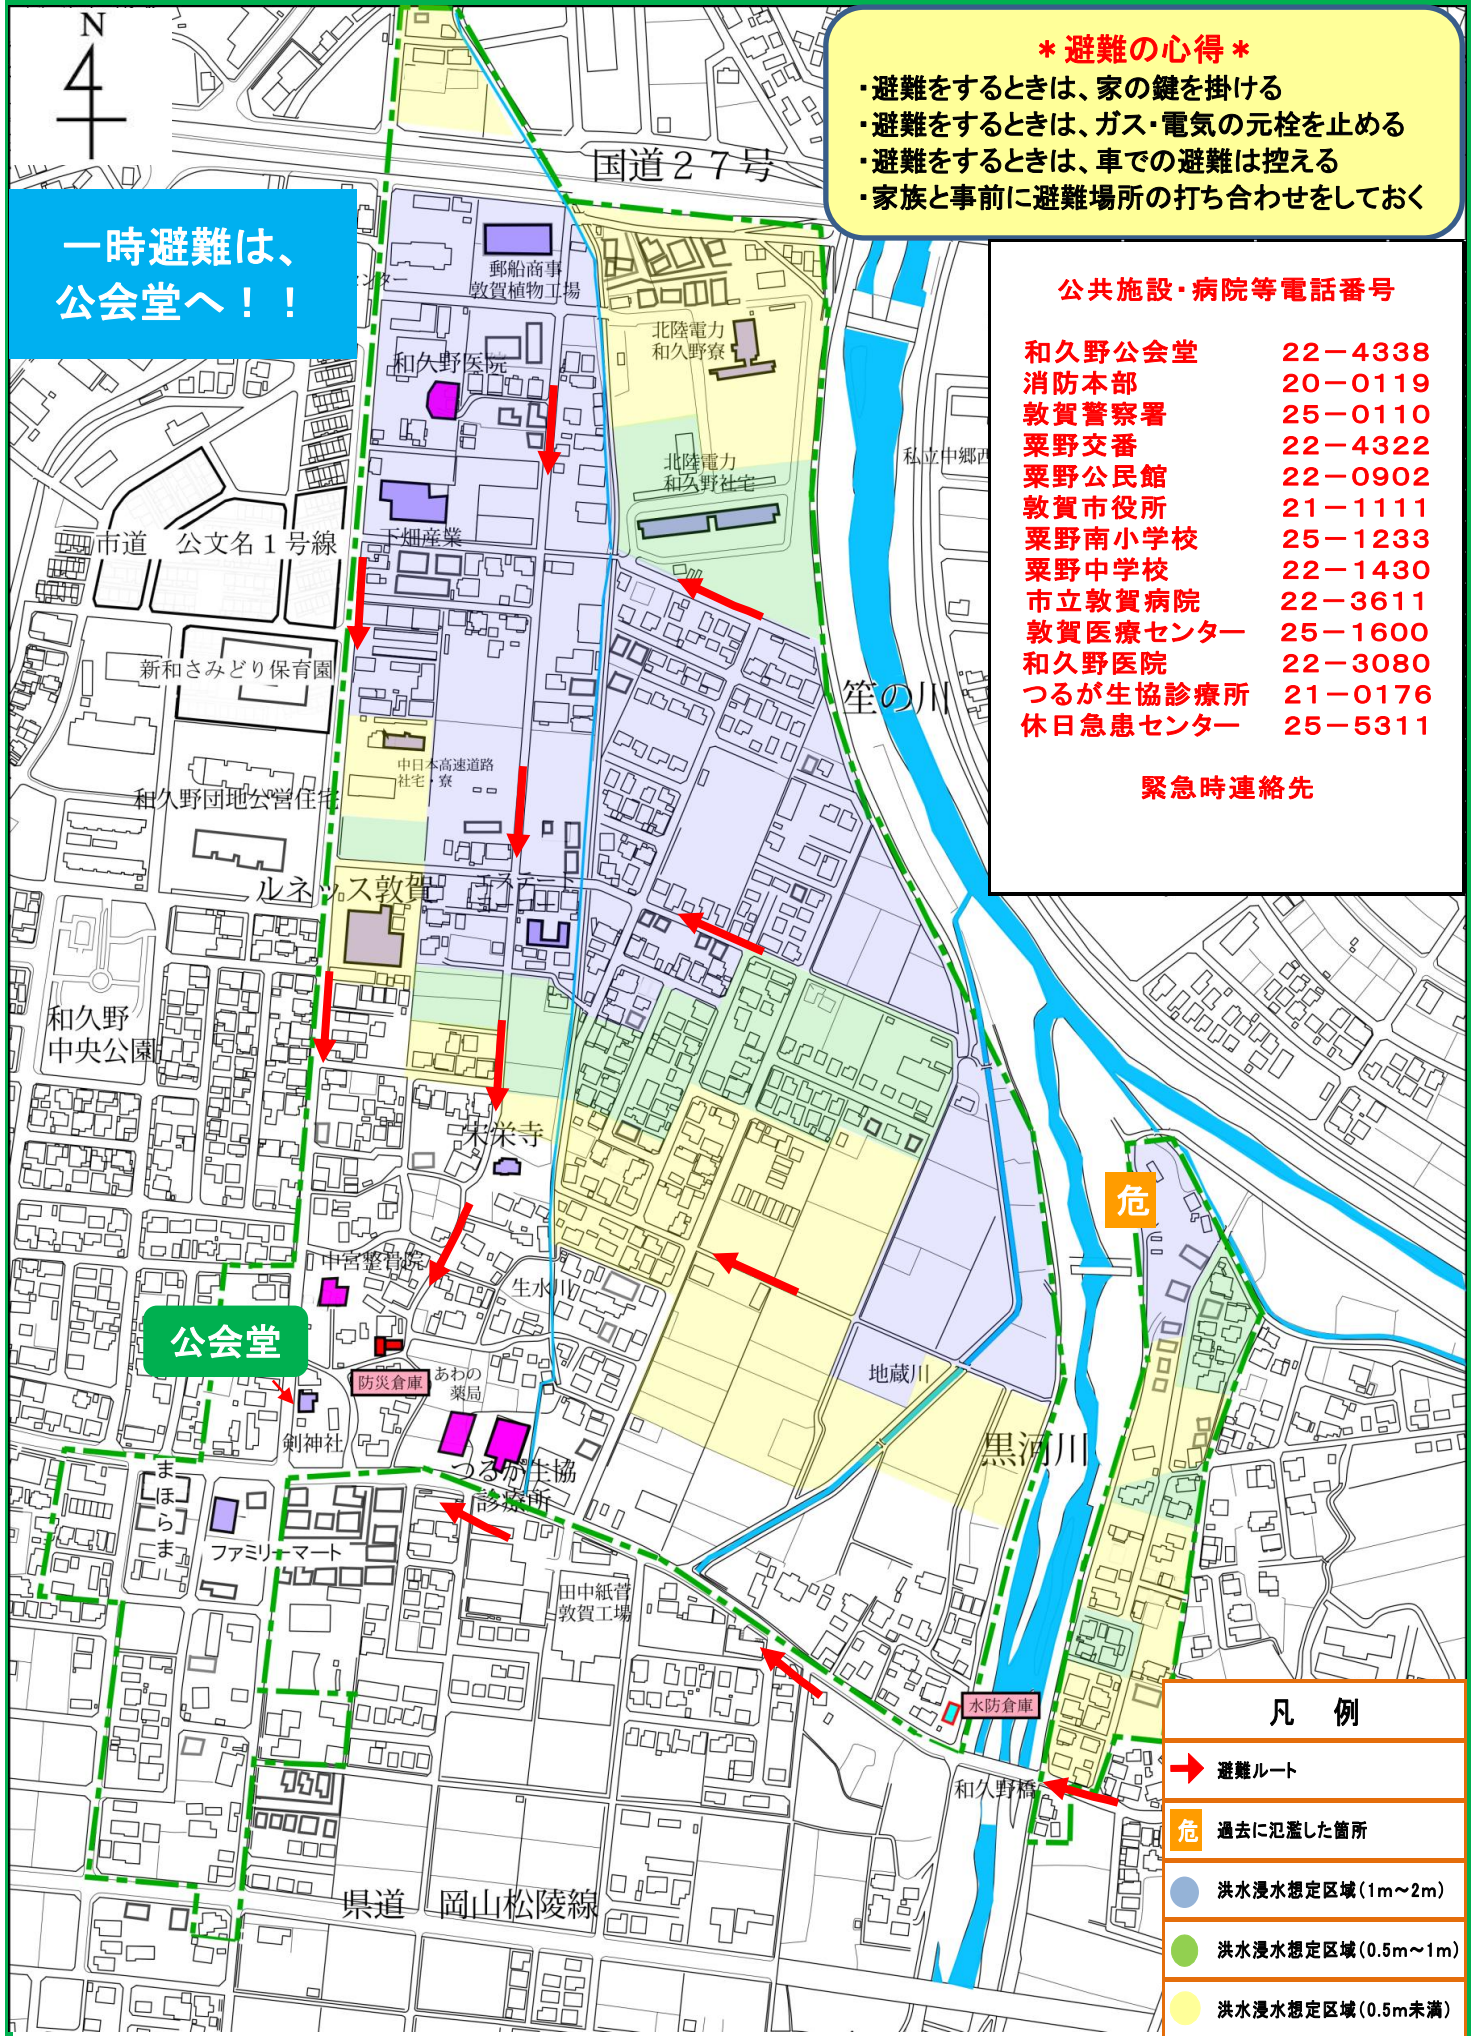 N
4
＊避難の心得＊
・避難をするときは、家の鍵を掛ける
・避難をするときは、ガス・電気の元栓を止める
・避難をするときは、車での避難は控える
・家族と事前に避難場所の打ち合わせをしておく
国道２７号
一時避難は、
公会堂へ！！
ンター
公共施設・病院等電話番号
和久野公会堂 22－4338
消防本部 20－0119
敦賀警察署 25－0110
粟野交番 22－4322
粟野公民館 22－0902
敦賀市役所 21－1111
粟野南小学校 25－1233
粟野中学校 22－1430
市立敦賀病院 22－3611
敦賀医療センター 25－1600
和久野医院 22－3080
つるが生協診療所 21－0176
休日急患センター 25－5311
緊急時連絡先
郵船商事
敦賀植物工場
北陸電力
和久野寮
和久野医院
北陸電力
和久野社宅
私立中郷西
下畑産業
市道　公文名１号線
新和さみどり保育園
笙の川
中日本高速道路
社宅・寮
和久野団地公営住宅
ルネッス敦賀
エステート
和久野
中央公園
宗栄寺
危
中宮整骨院
生水川
公会堂
防災倉庫
あわの
薬局
地蔵川
剣神社
黒河川
つるが生協
診療所
まほらま
ファミリーマート
田中紙菅
敦賀工場
水防倉庫
和久野橋
県道　岡山松陵線
凡　例
避難ルート
危 過去に氾濫した箇所
洪水浸水想定区域（1m～2m）
洪水浸水想定区域（0.5m～1m）
洪水浸水想定区域（0.5m未満）